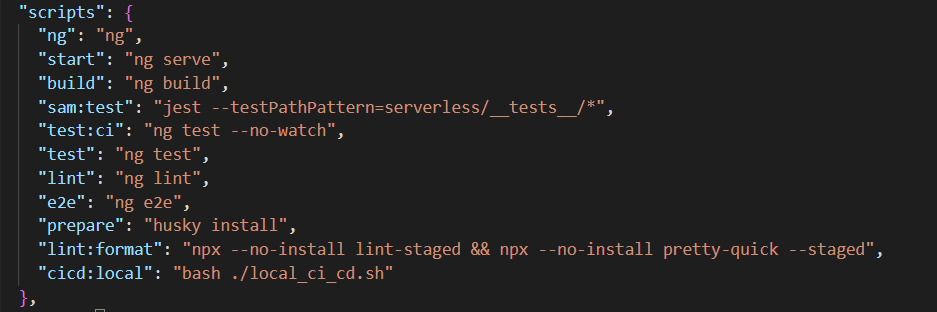 "scripts": {
"ng": "ng",
"start": "ng serve",
"build": "ng build",
"sam:test": "jest --testPathPattern=serverless/__tests__/*",
"test:ci": "ng test --no-watch",
"test": "ng test",
"lint": "ng lint",
"e2e": "ng e2e",
"prepare": "husky install",
"lint:format": "npx --no-install lint-staged && npx --no-install pretty-quick --staged",
"cicd:local": "bash ./local_ci_cd.sh"
},